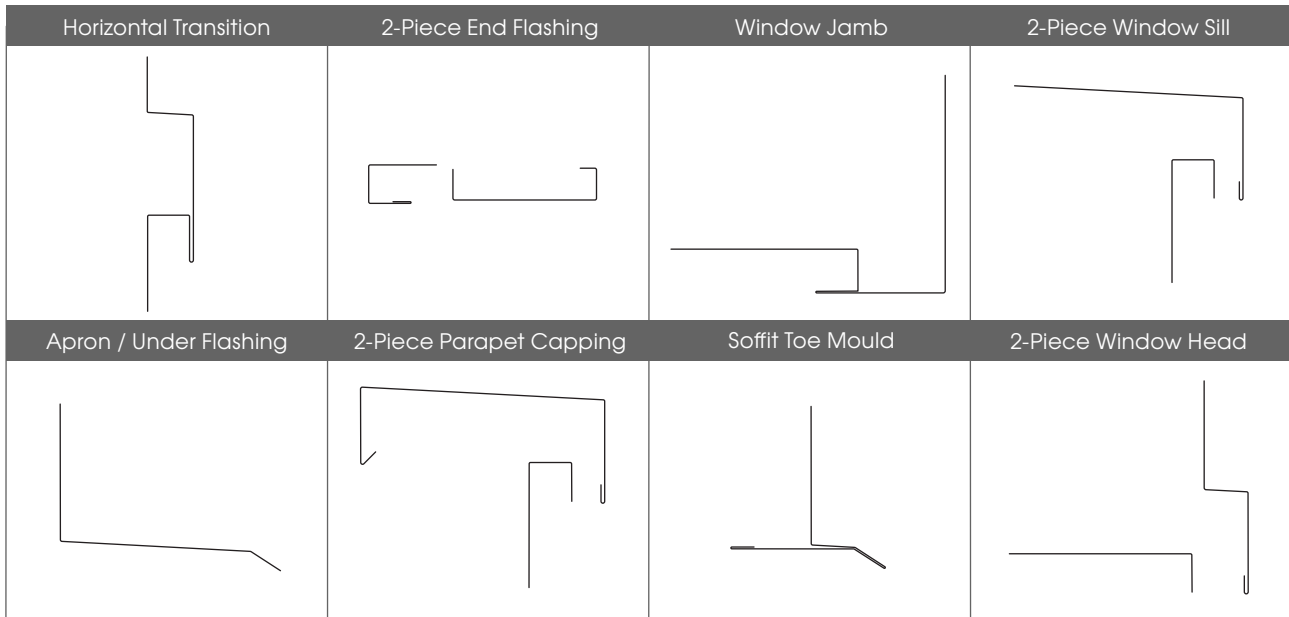 Horizontal Transition
2-Piece End Flashing
Window Jamb
2-Piece Window Sill
Apron / Under Flashing
2-Piece Parapet Capping
Soffit Toe Mould
2-Piece Window Head